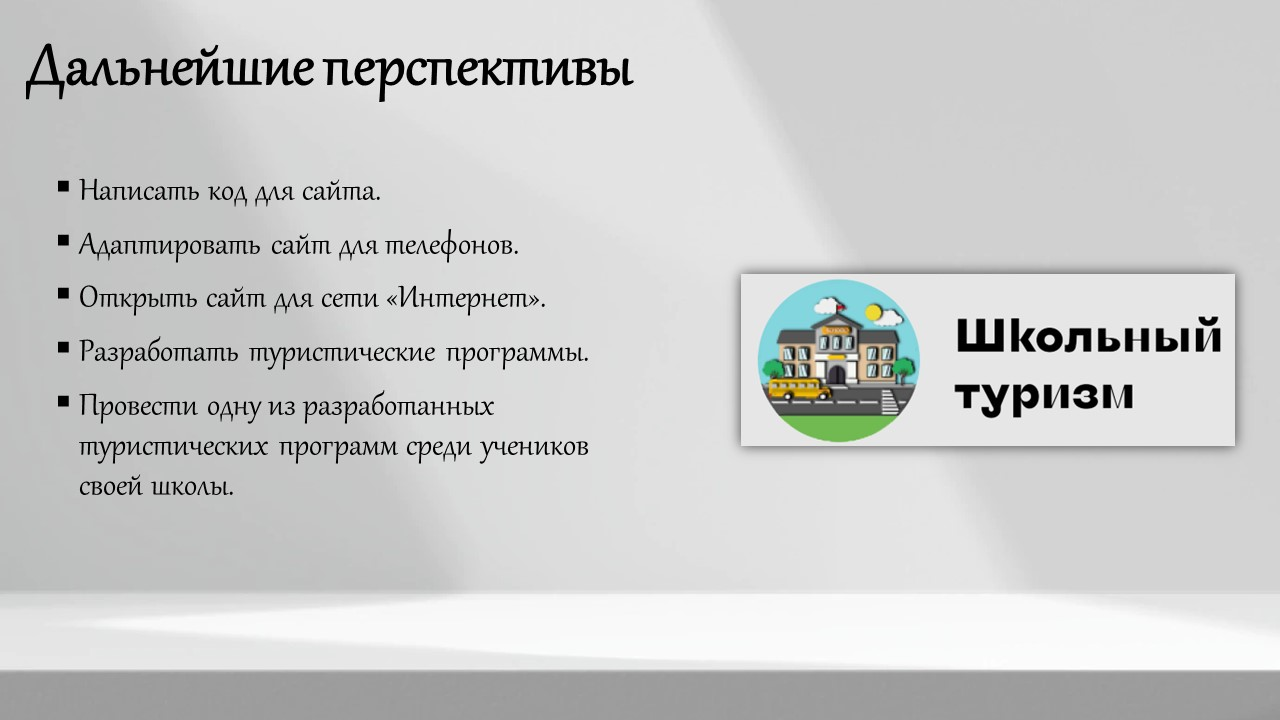 Дальнейшие перспективы
▪ Написать код для сайта.
▪ Адаптировать сайт для телефонов.
▪ Открыть сайт для сети «Интернет».
▪ Разработать туристические программы.
▪ Провести одну из разработанных
туристических программ среди учеников
своей школы.
SCHOOL
Школьный
туризм